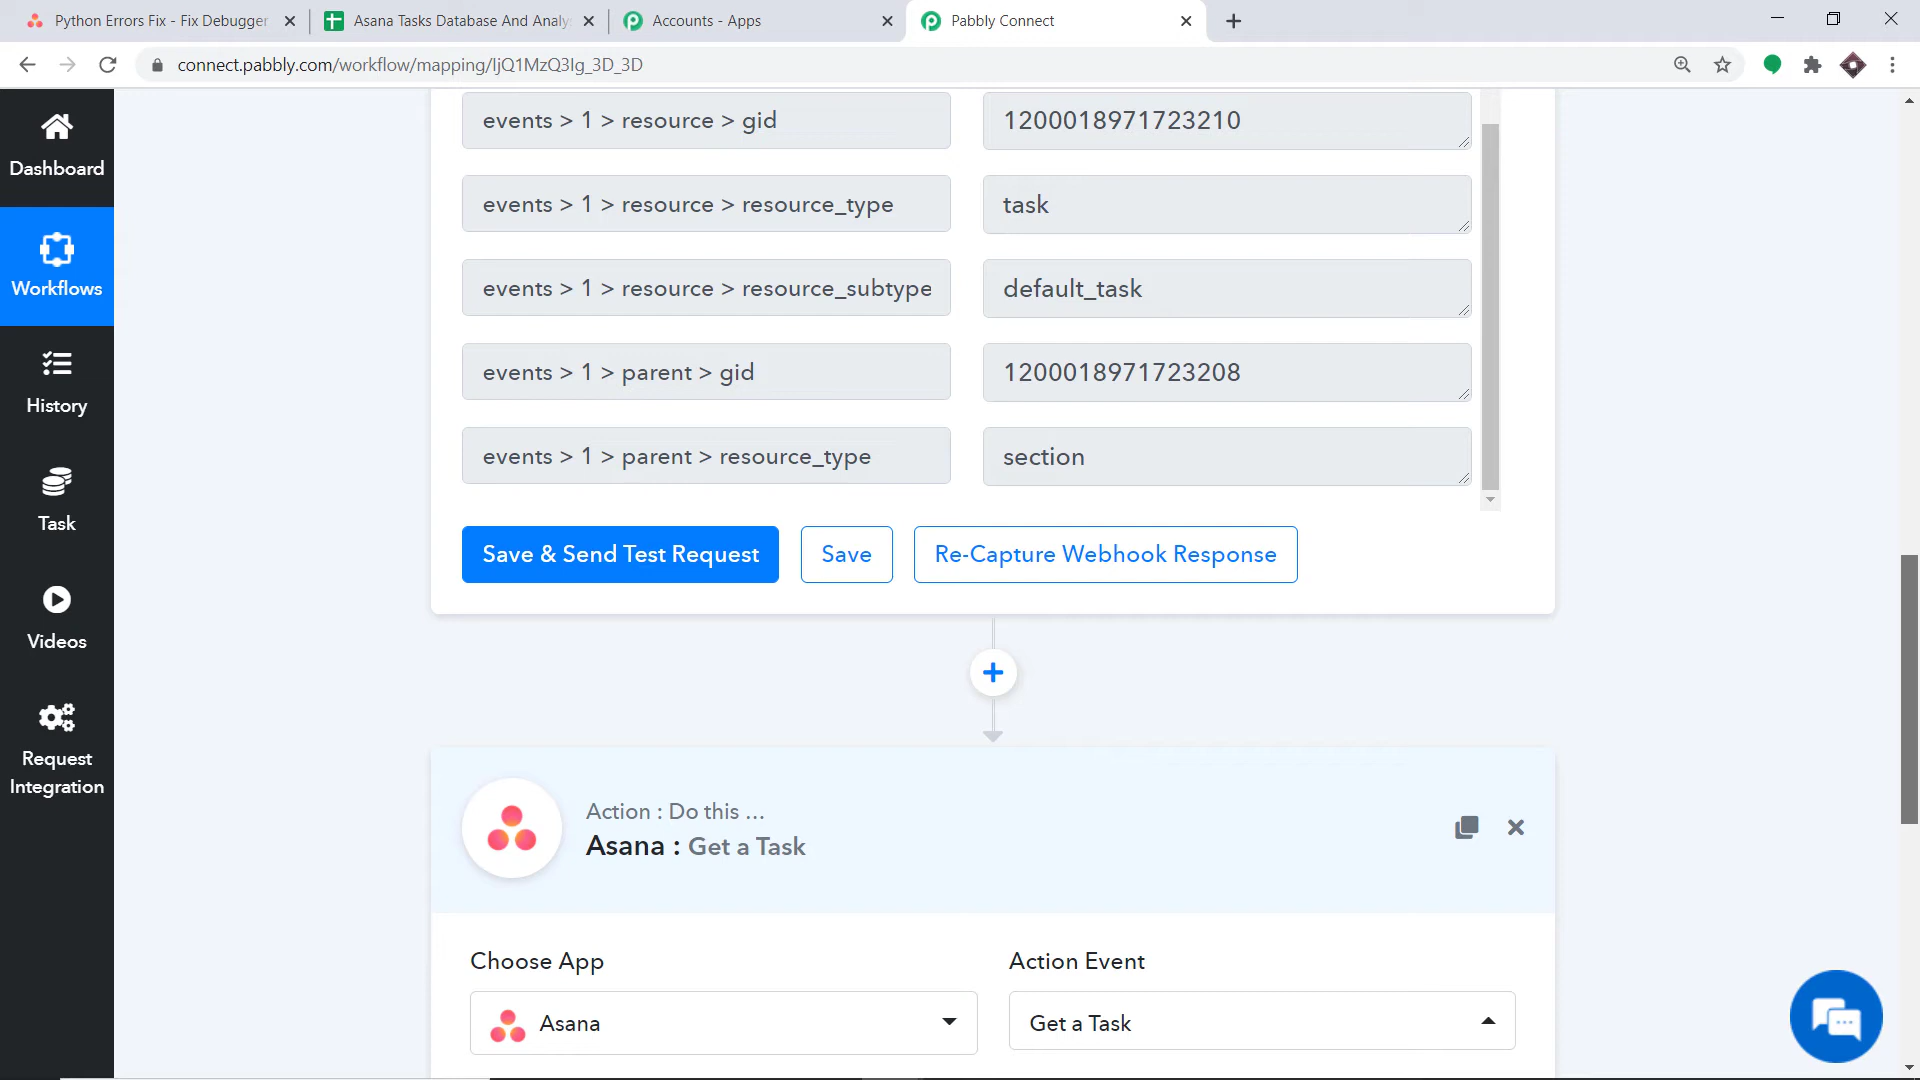 Python Errors Fix - Fix Debugger
Asana Tasks Database And Analy
Accounts - Apps
Pabbly Connect
connect.pabbly.com/workflow/mapping/IjQ1MzQ3Ig_3D_3D
Dashboard
Workflows
History
Task
Videos
Request
Integration
events > 1 > resource > gid
1200018971723210
events > 1 > resource > resource_type
task
events > 1 > resource > resource_subtype
default_task
events > 1 > parent > gid
1200018971723208
events > 1 > parent > resource_type
section
Save & Send Test Request
Save
Re-Capture Webhook Response
Action : Do this ...
Asana : Get a Task
Choose App
Action Event
Asana
Get a Task